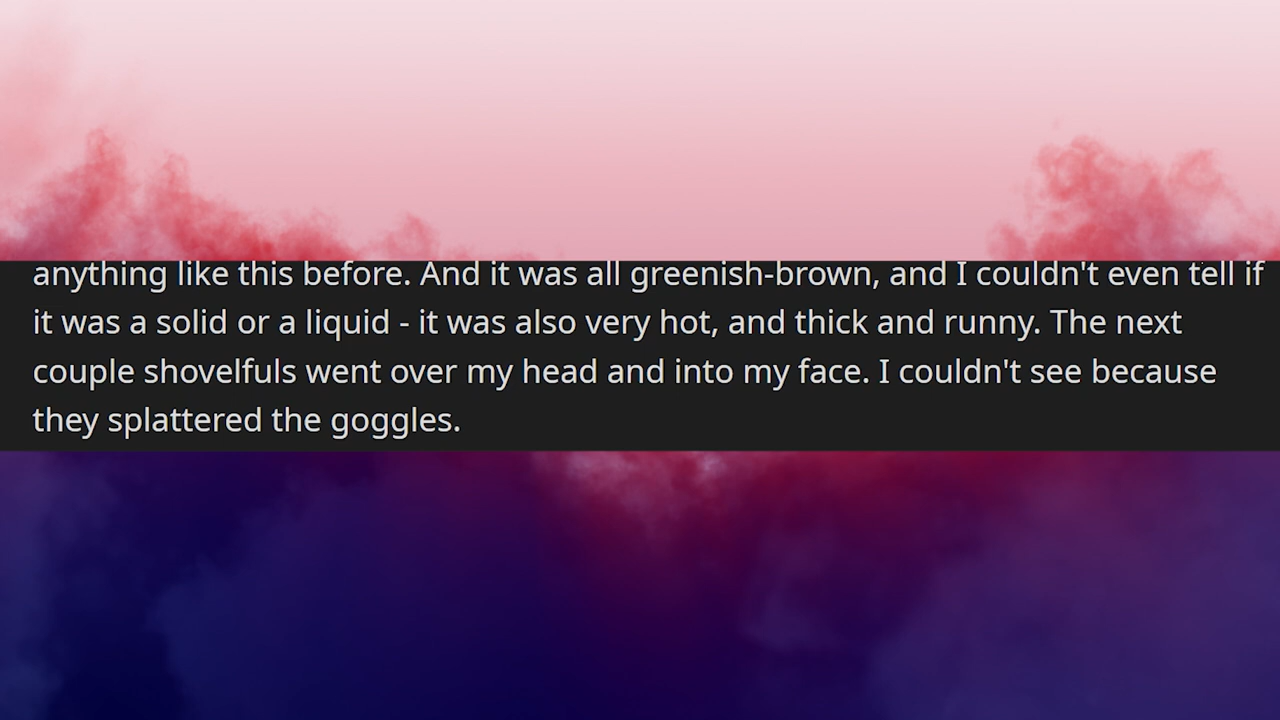 anything like this before. And it was all greenish-brown, and I couldn't even tell if
it was a solid or a liquid - it was also very hot, and thick and runny. The next
couple shovelfuls went over my head and into my face. I couldn't see because
they splattered the goggles.